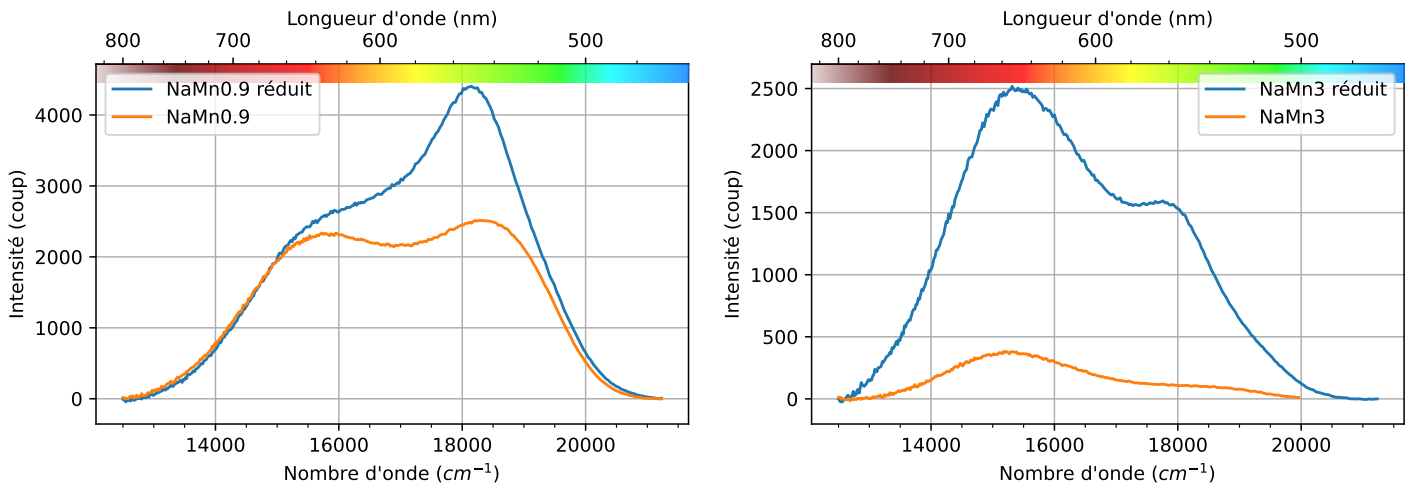 Longueur d'onde (nm)
800 700 600 500
NaMn0.9 réduit
NaMn0.9
4000
3000
2000
1000
0
Intensité (coup)
14000 16000 18000 20000
Nombre d'onde (cm⁻¹)
Longueur d'onde (nm)
800 700 600 500
NaMn3 réduit
NaMn3
2500
2000
1500
1000
500
0
Intensité (coup)
14000 16000 18000 20000
Nombre d'onde (cm⁻¹)